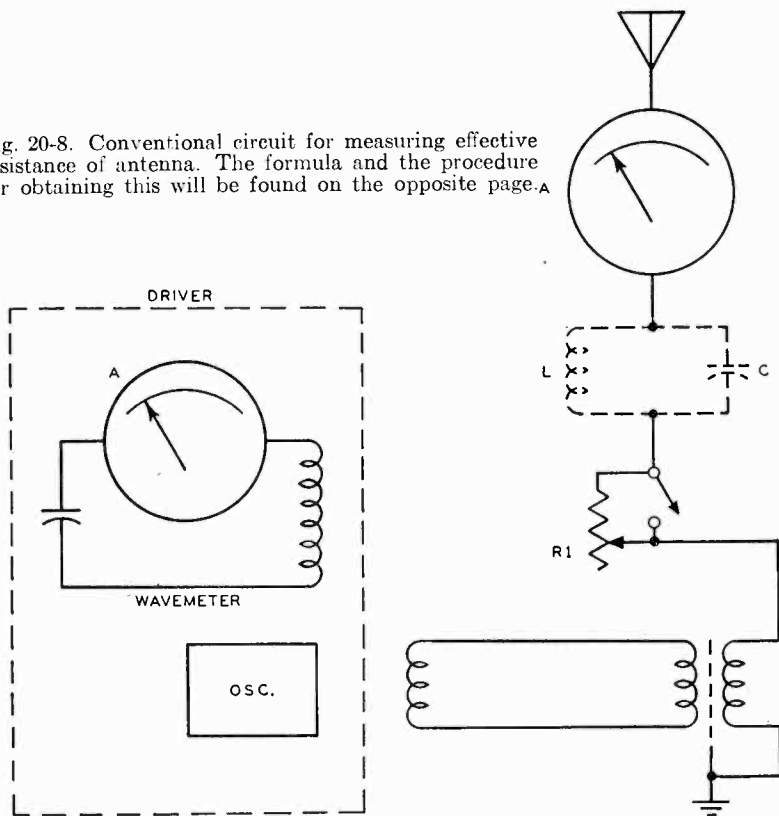 g. 20-8. Conventional circuit for measuring effective
sistance of antenna. The formula and the procedure
r obtaining this will be found on the opposite page.
A
DRIVER
A
L
C
R1
WAVEMETER
OSC.